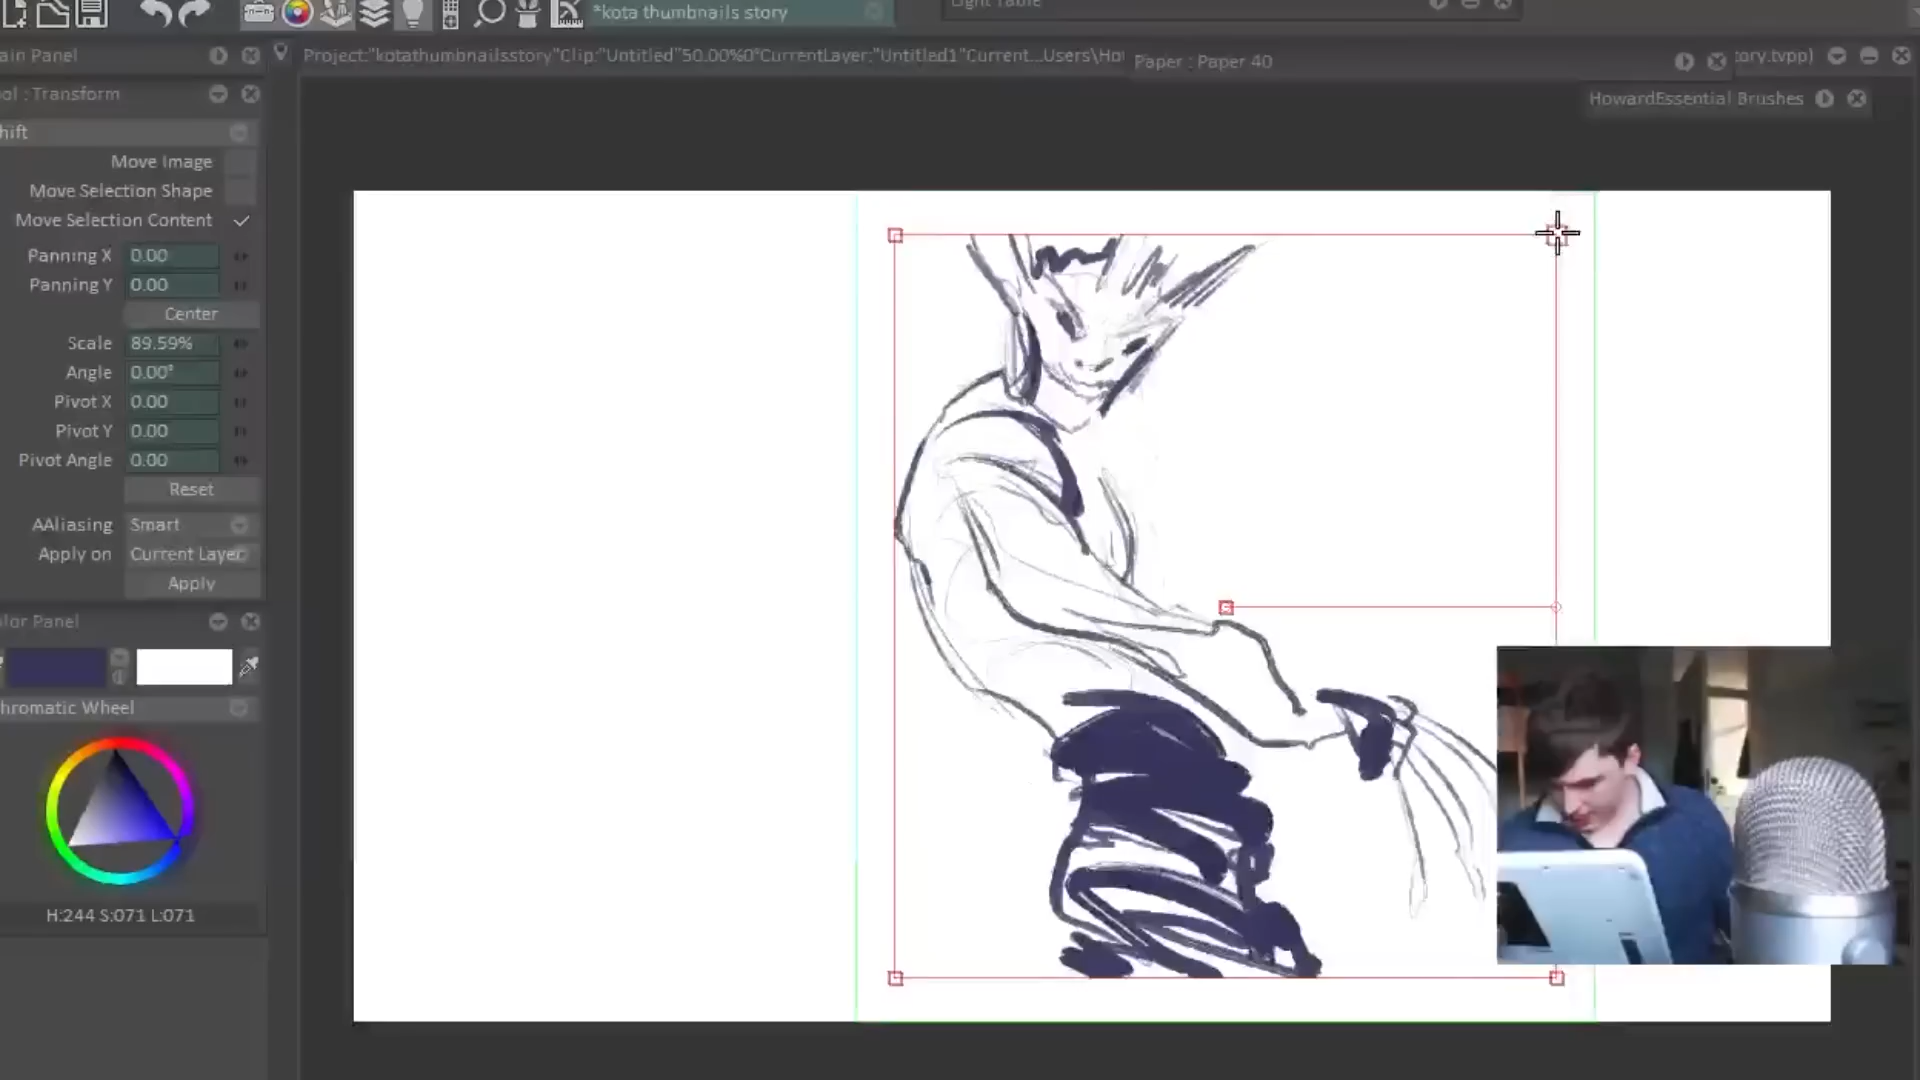 *kota thumbnails story
Light Table
ain Panel
Project:"kotathumbnailsstory"Clip:"Untitled"50.00%0°CurrentLayer:"Untitled1"Current...Users\Ho
Paper : Paper 40
ory.tvpp)
ol : Transform
HowardEssential Brushes
hift
Move Image
Move Selection Shape
Move Selection Content
Panning X 0.00
Panning Y 0.00
Center
Scale 89.59%
Angle 0.00°
Pivot X 0.00
Pivot Y 0.00
Pivot Angle 0.00
Reset
AAliasing Smart
Apply on Current Layer
Apply
lor Panel
hromatic Wheel
H:244 S:071 L:071